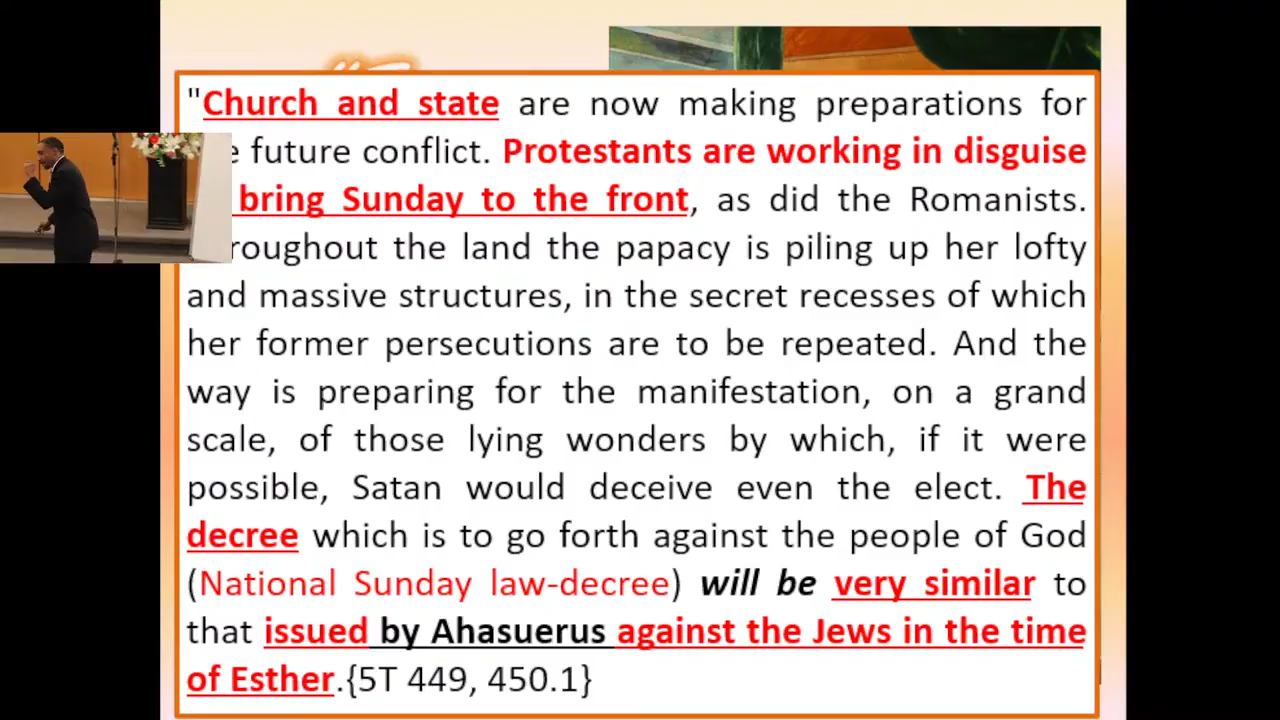 "Church and state are now making preparations for
future conflict. Protestants are working in disguise
bring Sunday to the front, as did the Romanists.
roughout the land the papacy is piling up her lofty
and massive structures, in the secret recesses of which
her former persecutions are to be repeated. And the
way is preparing for the manifestation, on a grand
scale, of those lying wonders by which, if it were
possible, Satan would deceive even the elect. The
decree which is to go forth against the people of God
(National Sunday law-decree) will be very similar to
that issued by Ahasuerus against the Jews in the time
of Esther.{5T 449, 450.1}